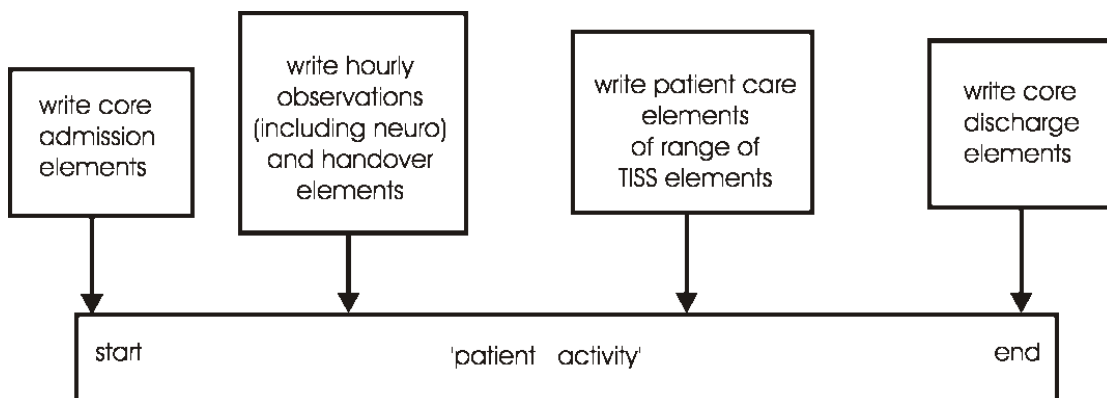 write core
admission
elements
write hourly
observations
(including neuro)
and handover
elements
write patient care
elements
of range of
TISS elements
write core
discharge
elements
start
'patient activity'
end